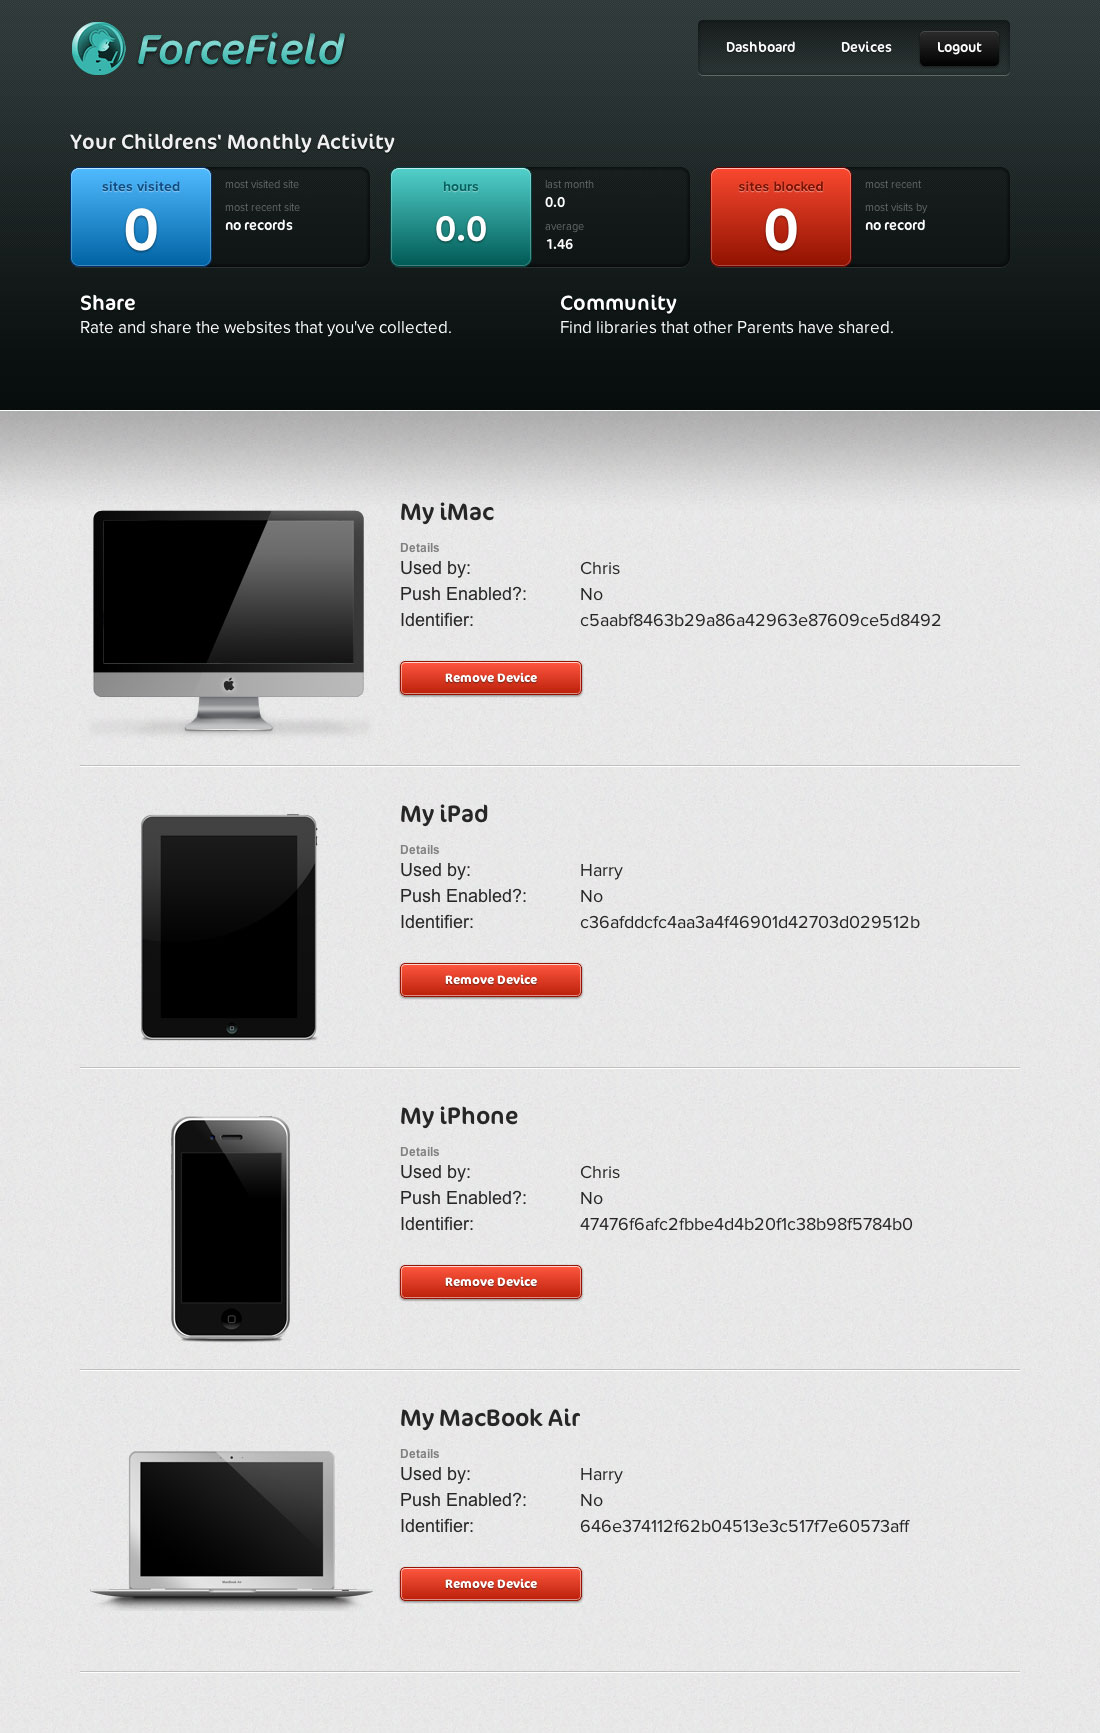 ForceField
Dashboard Devices Logout
Your Childrens' Monthly Activity
sites visited
0
most visited site
most recent site
no records
hours
0.0
last month
0.0
average
1.46
sites blocked
0
most recent
most visits by
no record
Share
Rate and share the websites that you've collected.
Community
Find libraries that other Parents have shared.
My iMac
Details
Used by: Chris
Push Enabled?: No
Identifier: c5aabf8463b29a86a42963e87609ce5d8492
Remove Device
My iPad
Details
Used by: Harry
Push Enabled?: No
Identifier: c36afddcfc4aa3a4f46901d42703d029512b
Remove Device
My iPhone
Details
Used by: Chris
Push Enabled?: No
Identifier: 47476f6afc2fbbe4d4b20f1c38b98f5784b0
Remove Device
My MacBook Air
Details
Used by: Harry
Push Enabled?: No
Identifier: 646e374112f62b04513e3c517f7e60573aff
Remove Device
MacBook Air